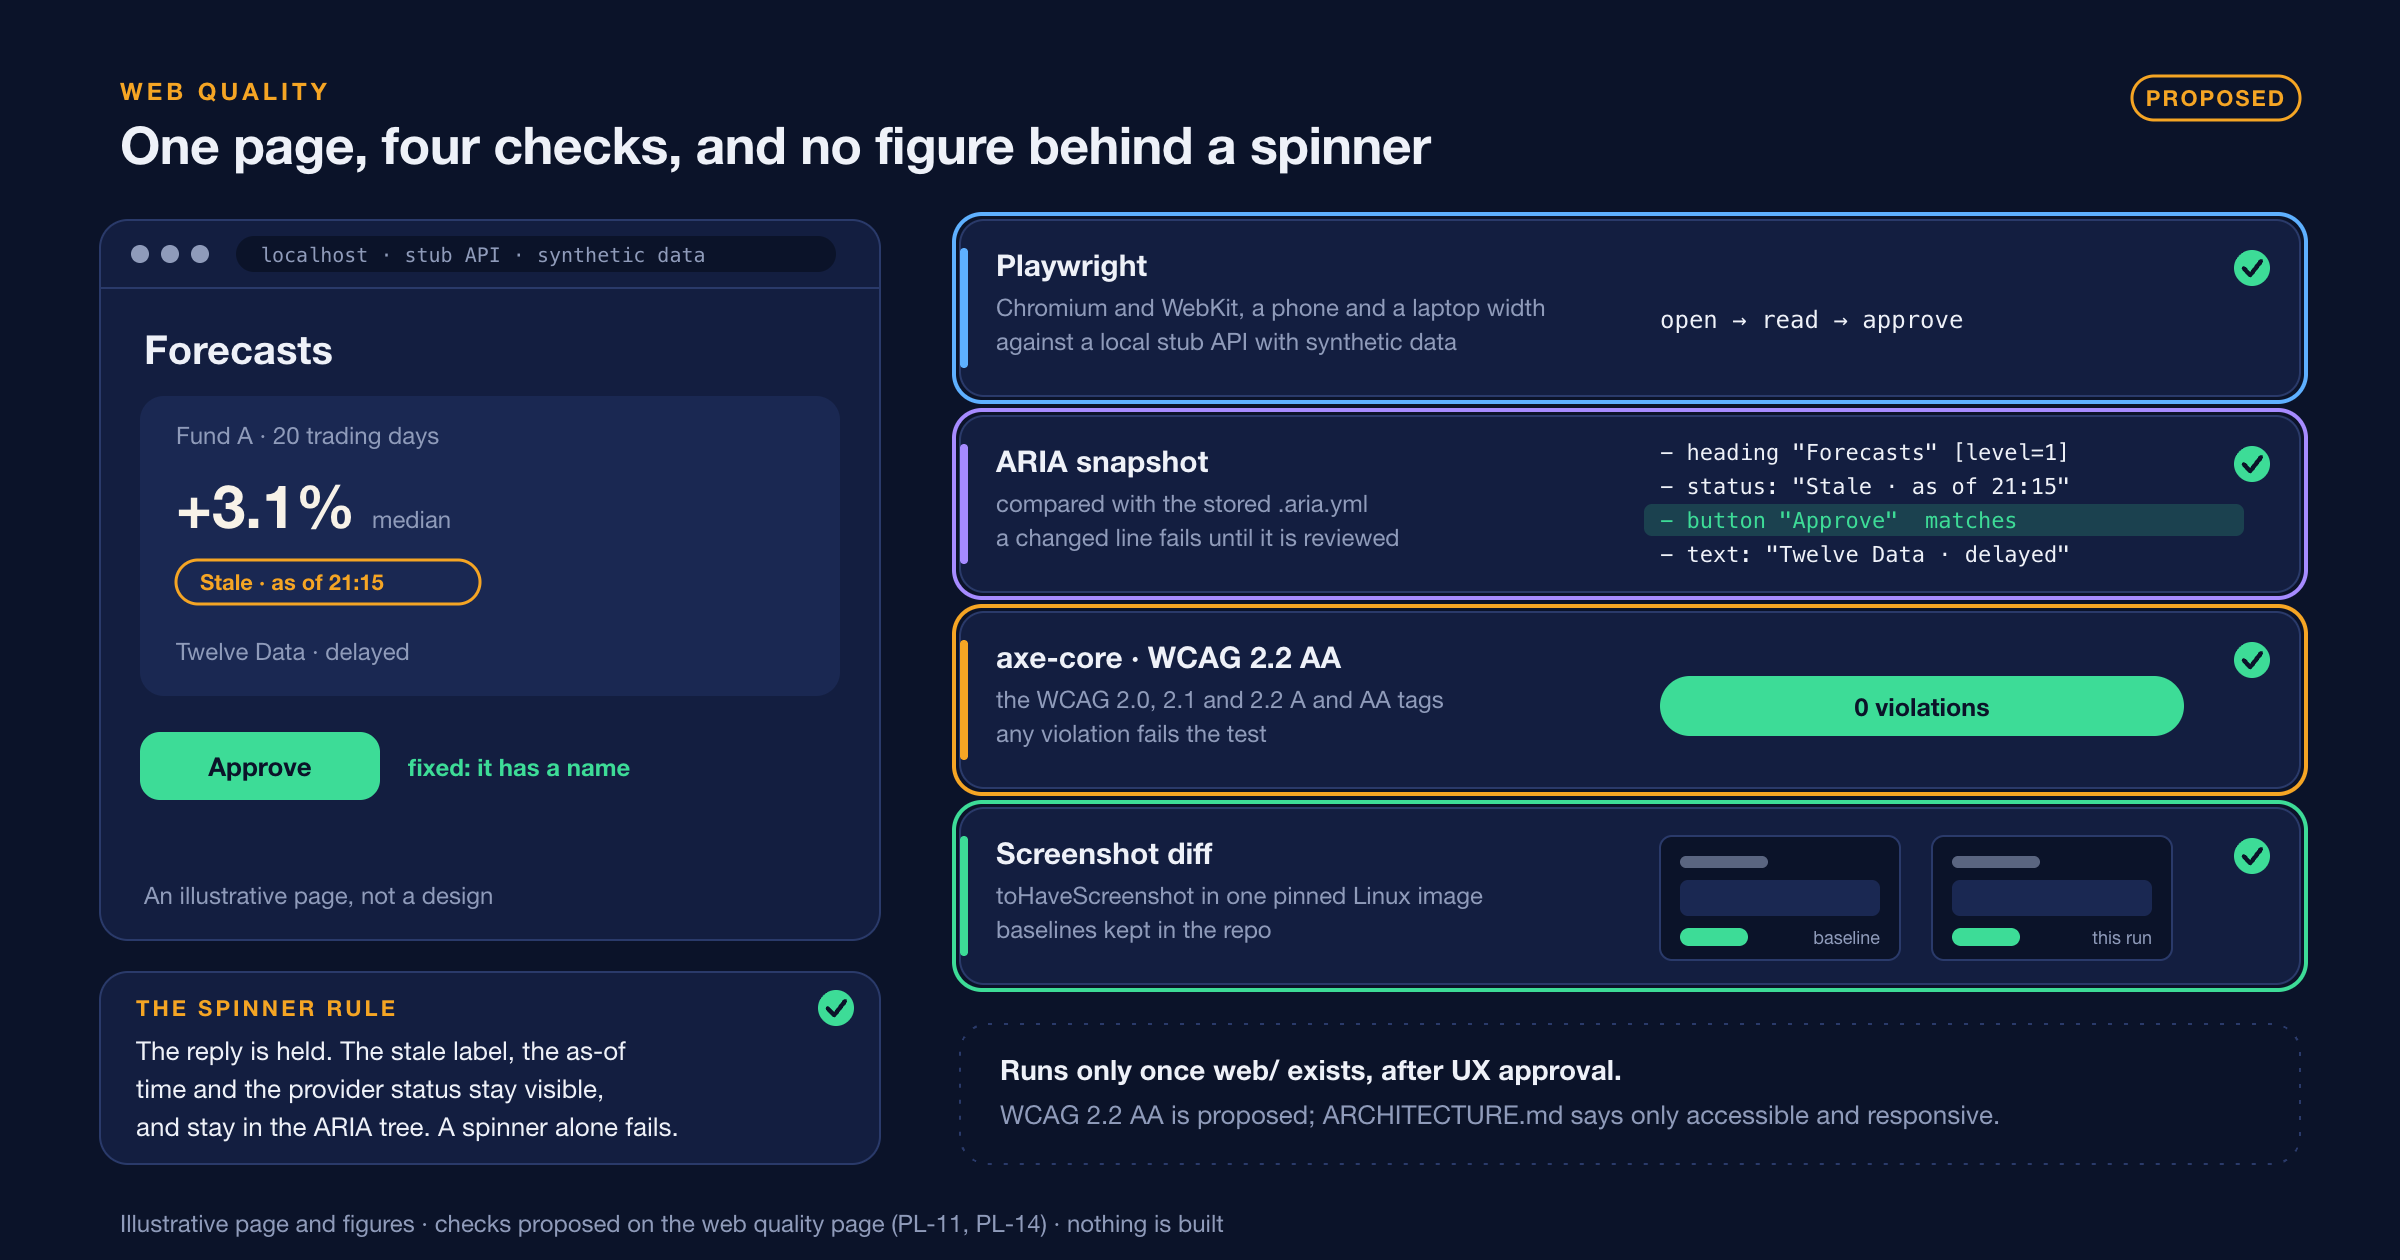 WEB QUALITY
PROPOSED
One page, four checks, and no figure behind a spinner
localhost · stub API · synthetic data
Forecasts
Fund A · 20 trading days
+3.1% median
Stale · as of 21:15
Twelve Data · delayed
Approve
fixed: it has a name
An illustrative page, not a design
THE SPINNER RULE
The reply is held. The stale label, the as-of
time and the provider status stay visible,
and stay in the ARIA tree. A spinner alone fails.
Playwright
Chromium and WebKit, a phone and a laptop width
against a local stub API with synthetic data
open → read → approve
ARIA snapshot
compared with the stored .aria.yml
a changed line fails until it is reviewed
– heading "Forecasts" [level=1]
– status: "Stale · as of 21:15"
– button "Approve"  matches
– text: "Twelve Data · delayed"
axe-core · WCAG 2.2 AA
the WCAG 2.0, 2.1 and 2.2 A and AA tags
any violation fails the test
0 violations
Screenshot diff
toHaveScreenshot in one pinned Linux image
baselines kept in the repo
baseline
this run
Runs only once web/ exists, after UX approval.
WCAG 2.2 AA is proposed; ARCHITECTURE.md says only accessible and responsive.
Illustrative page and figures · checks proposed on the web quality page (PL-11, PL-14) · nothing is built